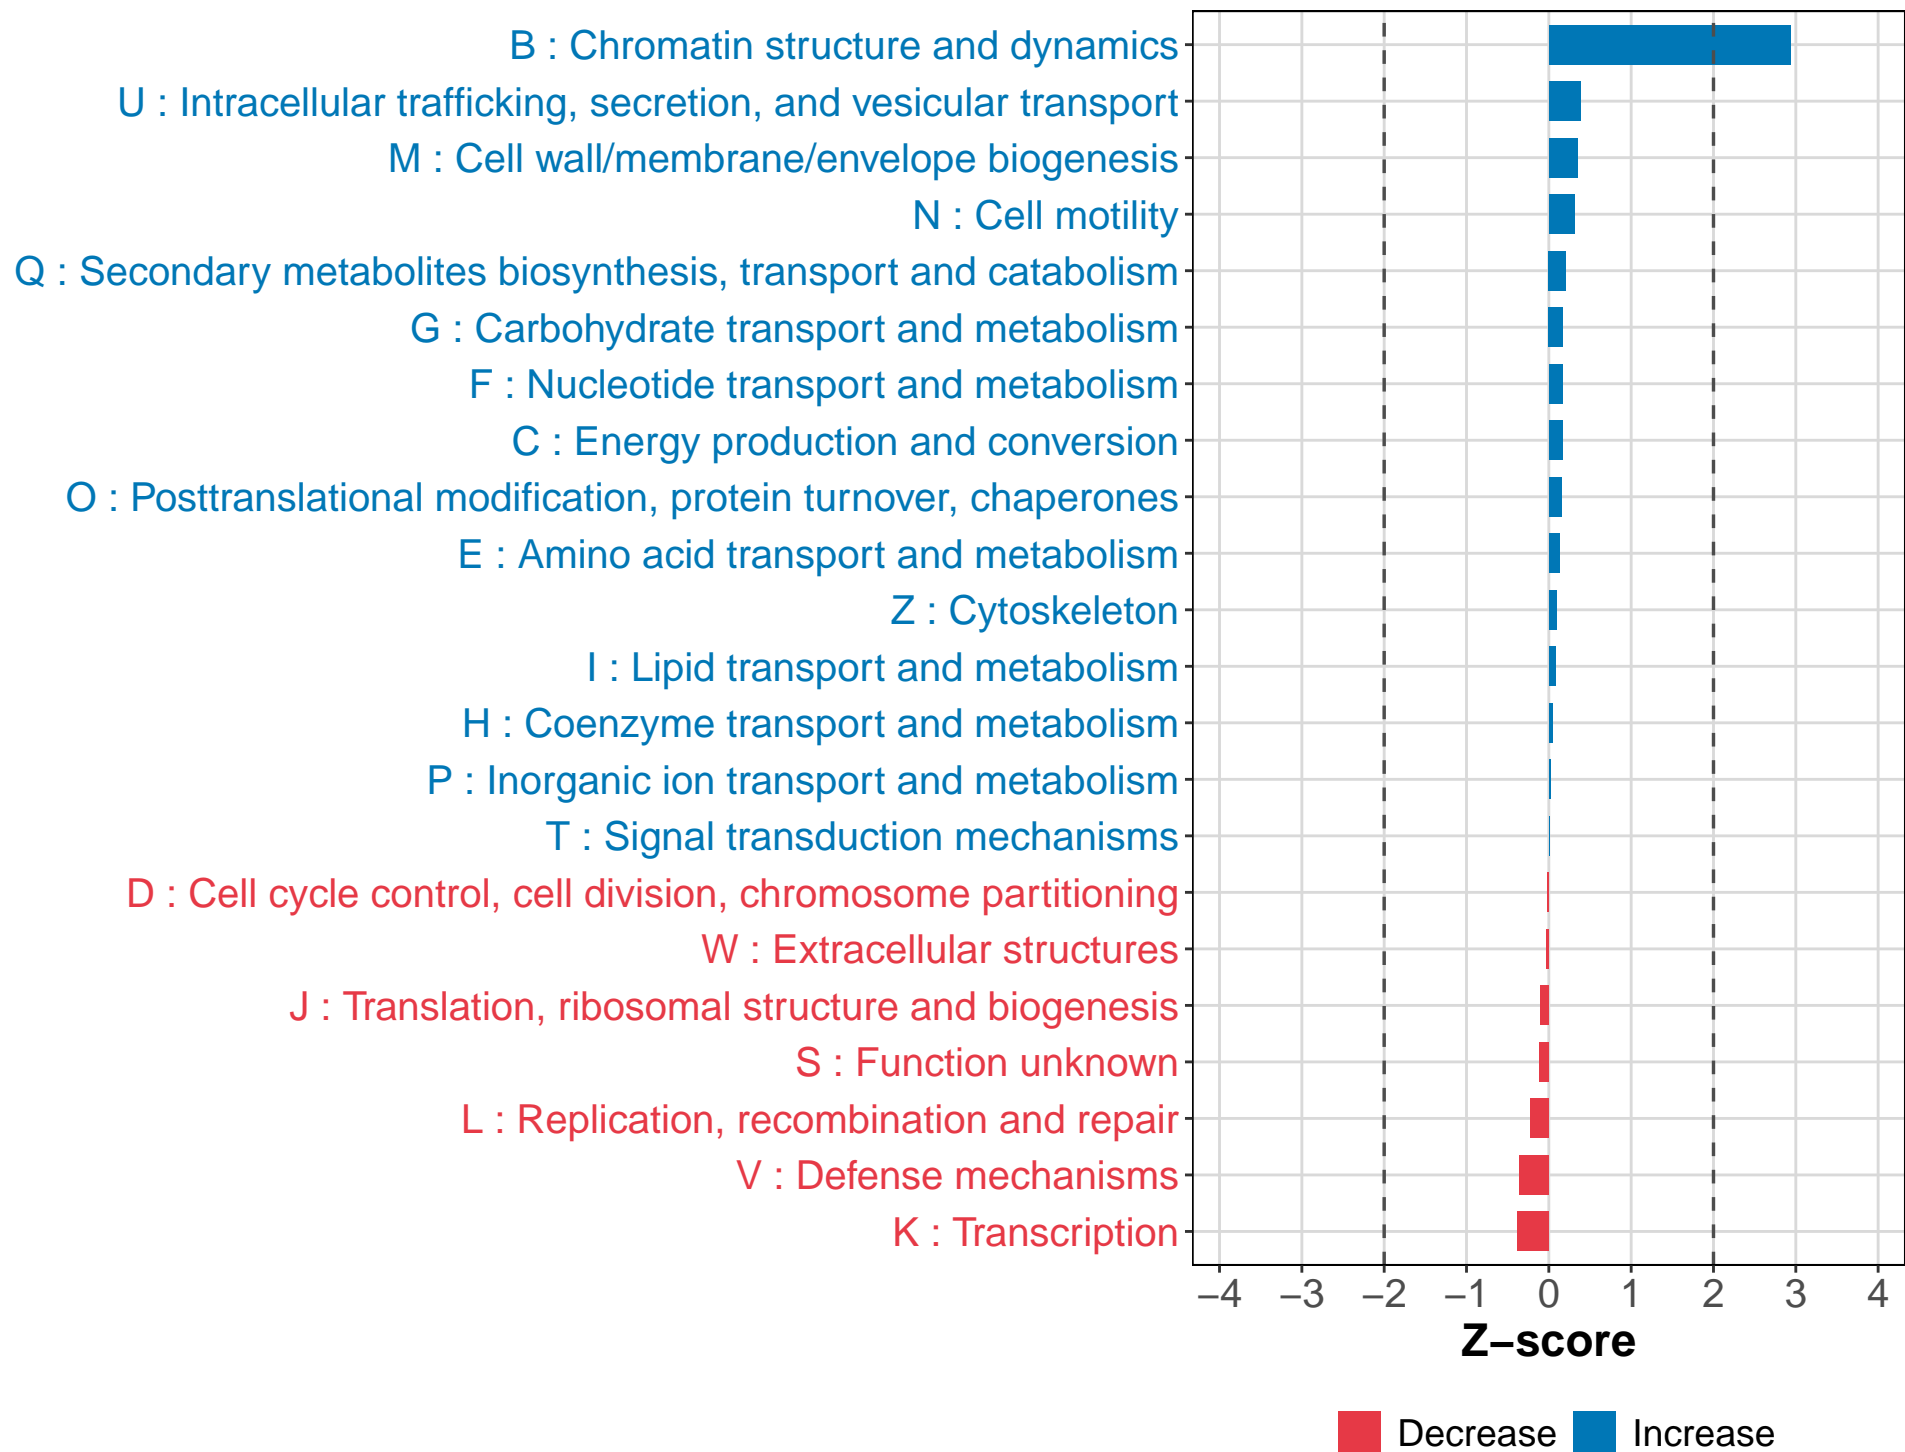 B : Chromatin structure and dynamics
U : Intracellular trafficking, secretion, and vesicular transport
M : Cell wall/membrane/envelope biogenesis
N : Cell motility
Q : Secondary metabolites biosynthesis, transport and catabolism
G : Carbohydrate transport and metabolism
F : Nucleotide transport and metabolism
C : Energy production and conversion
O : Posttranslational modification, protein turnover, chaperones
E : Amino acid transport and metabolism
Z : Cytoskeleton
I : Lipid transport and metabolism
H : Coenzyme transport and metabolism
P : Inorganic ion transport and metabolism
T : Signal transduction mechanisms
D : Cell cycle control, cell division, chromosome partitioning
W : Extracellular structures
J : Translation, ribosomal structure and biogenesis
S : Function unknown
L : Replication, recombination and repair
V : Defense mechanisms
K : Transcription
−4 −3 −2 −1 0 1 2 3 4
Z−score
Decrease Increase